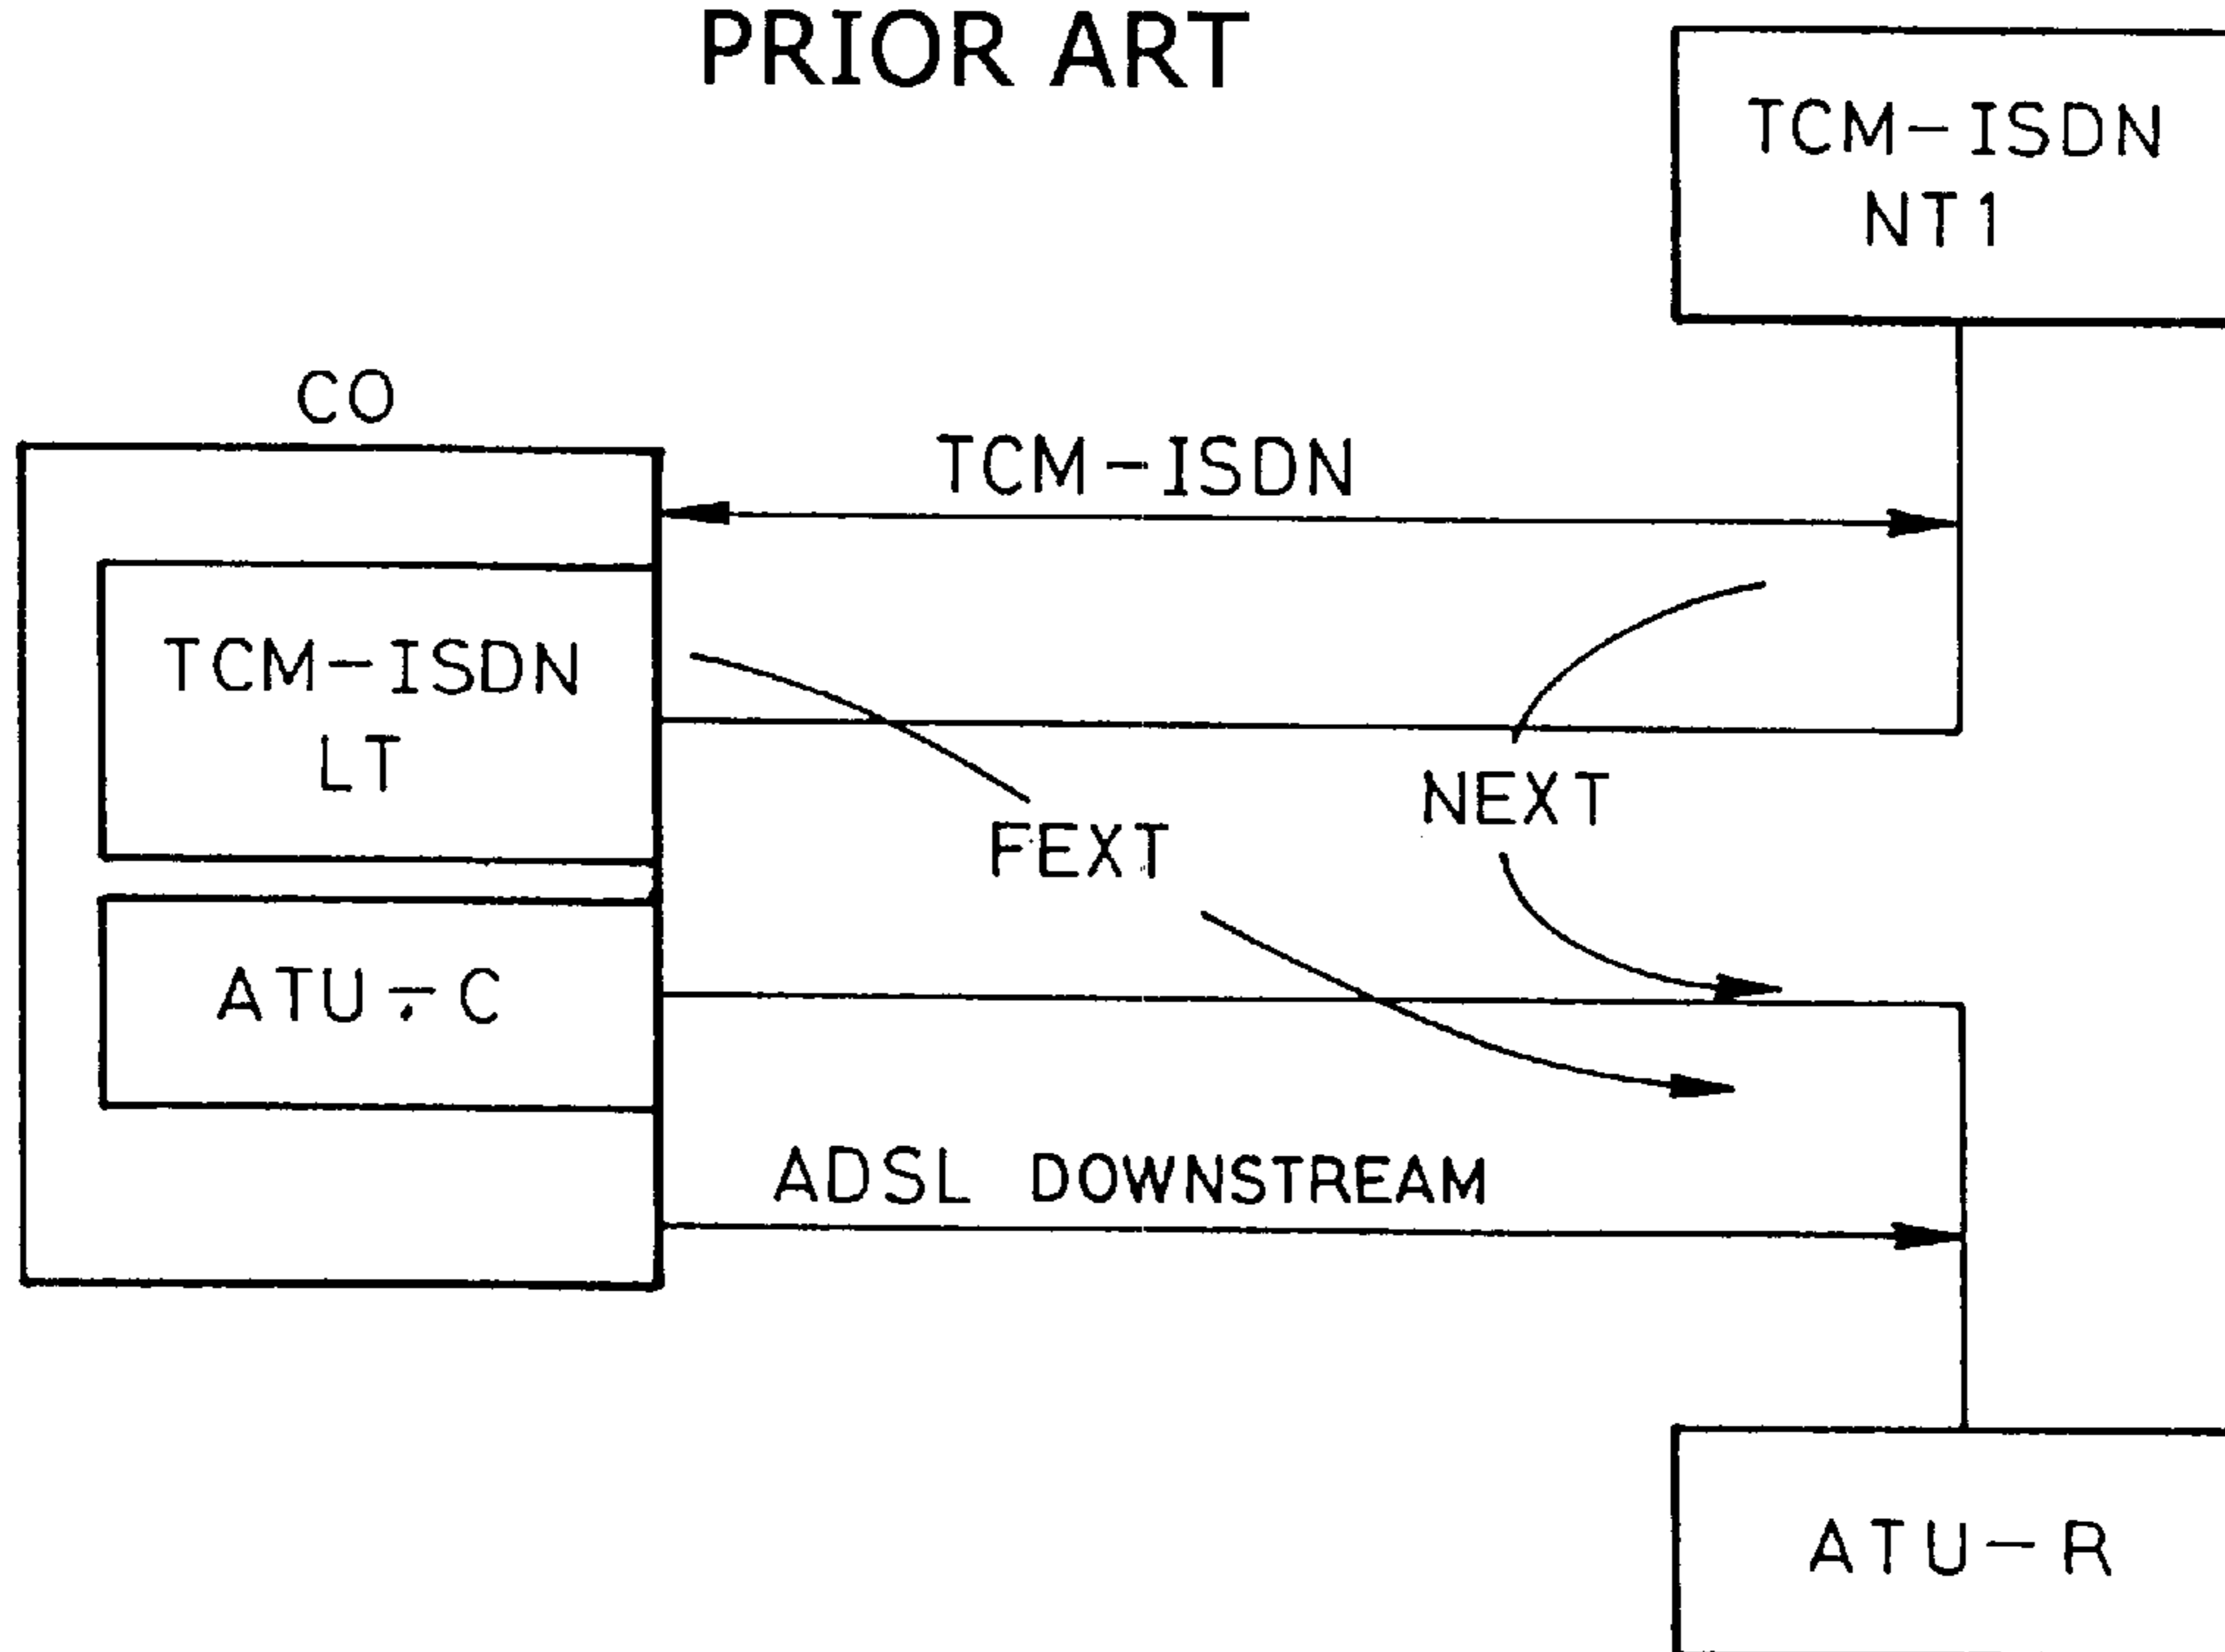 PRIOR ART
TCM-ISDN
NT1
CO
TCM-ISDN
TCM-ISDN
LT
NEXT
FEXT
ATU-C
ADSL DOWNSTREAM
ATU-R